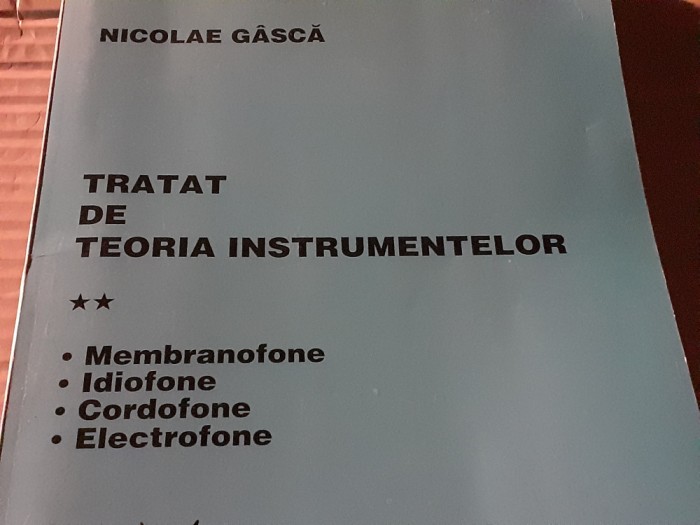 NICOLAE GÂSCĂ
TRATAT
DE
TEORIA INSTRUMENTELOR
★★
• Membranofone
• Idiofone
• Cordofone
• Electrofone